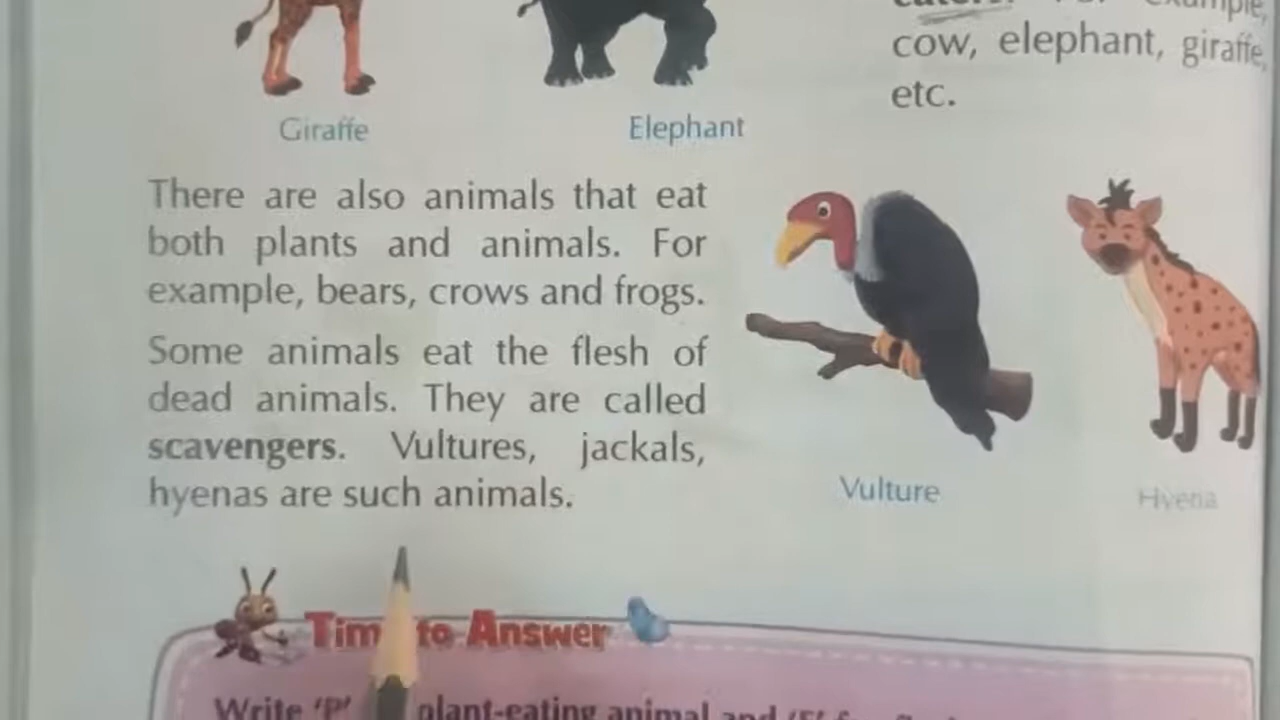 example,
cow, elephant, giraffe,
etc.
Giraffe
Elephant
There are also animals that eat
both plants and animals. For
example, bears, crows and frogs.
Some animals eat the flesh of
dead animals. They are called
scavengers. Vultures, jackals,
hyenas are such animals.
Vulture
Hyena
Time to Answer
Write 'P' plant-eating animal and 'F'